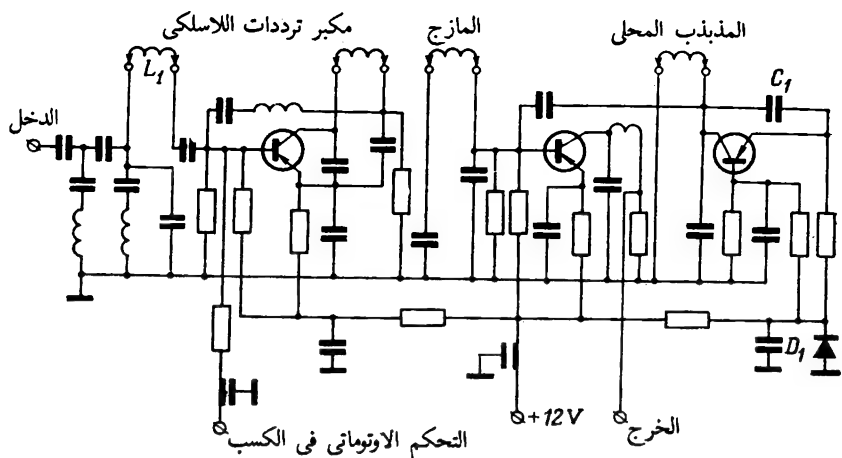 المذبذب المحلى
المازج
مكبر ترددات اللاسلكى
L₁
C₁
الدخل
D₁
+12V
الخرج
التحكم الاوتوماتى فى الكسب